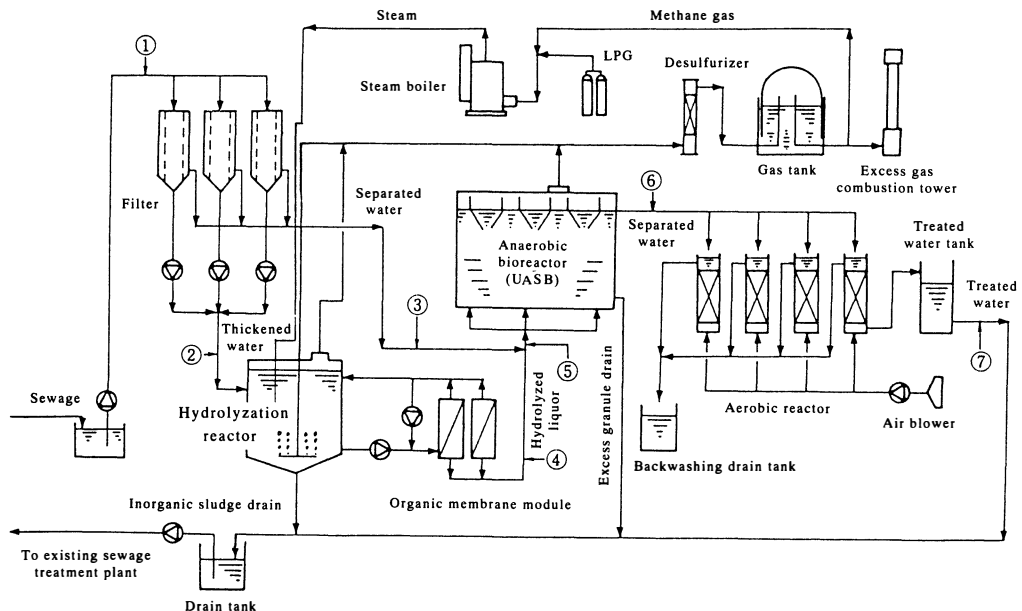 Steam
Methane gas
①
LPG
Desulfurizer
Steam boiler
Gas tank
Excess gas
combustion tower
⑥
Filter
Separated
water
Separated
water
Treated
water tank
Anaerobic
bioreactor
(UASB)
Treated
water
③
Thickened
water
②
⑤
⑦
Sewage
Hydrolyzation
reactor
Hydrolyzed
liquor
Excess granule drain
Aerobic reactor
Air blower
④
Backwashing drain tank
Inorganic sludge drain
Organic membrane module
To existing sewage
treatment plant
Drain tank